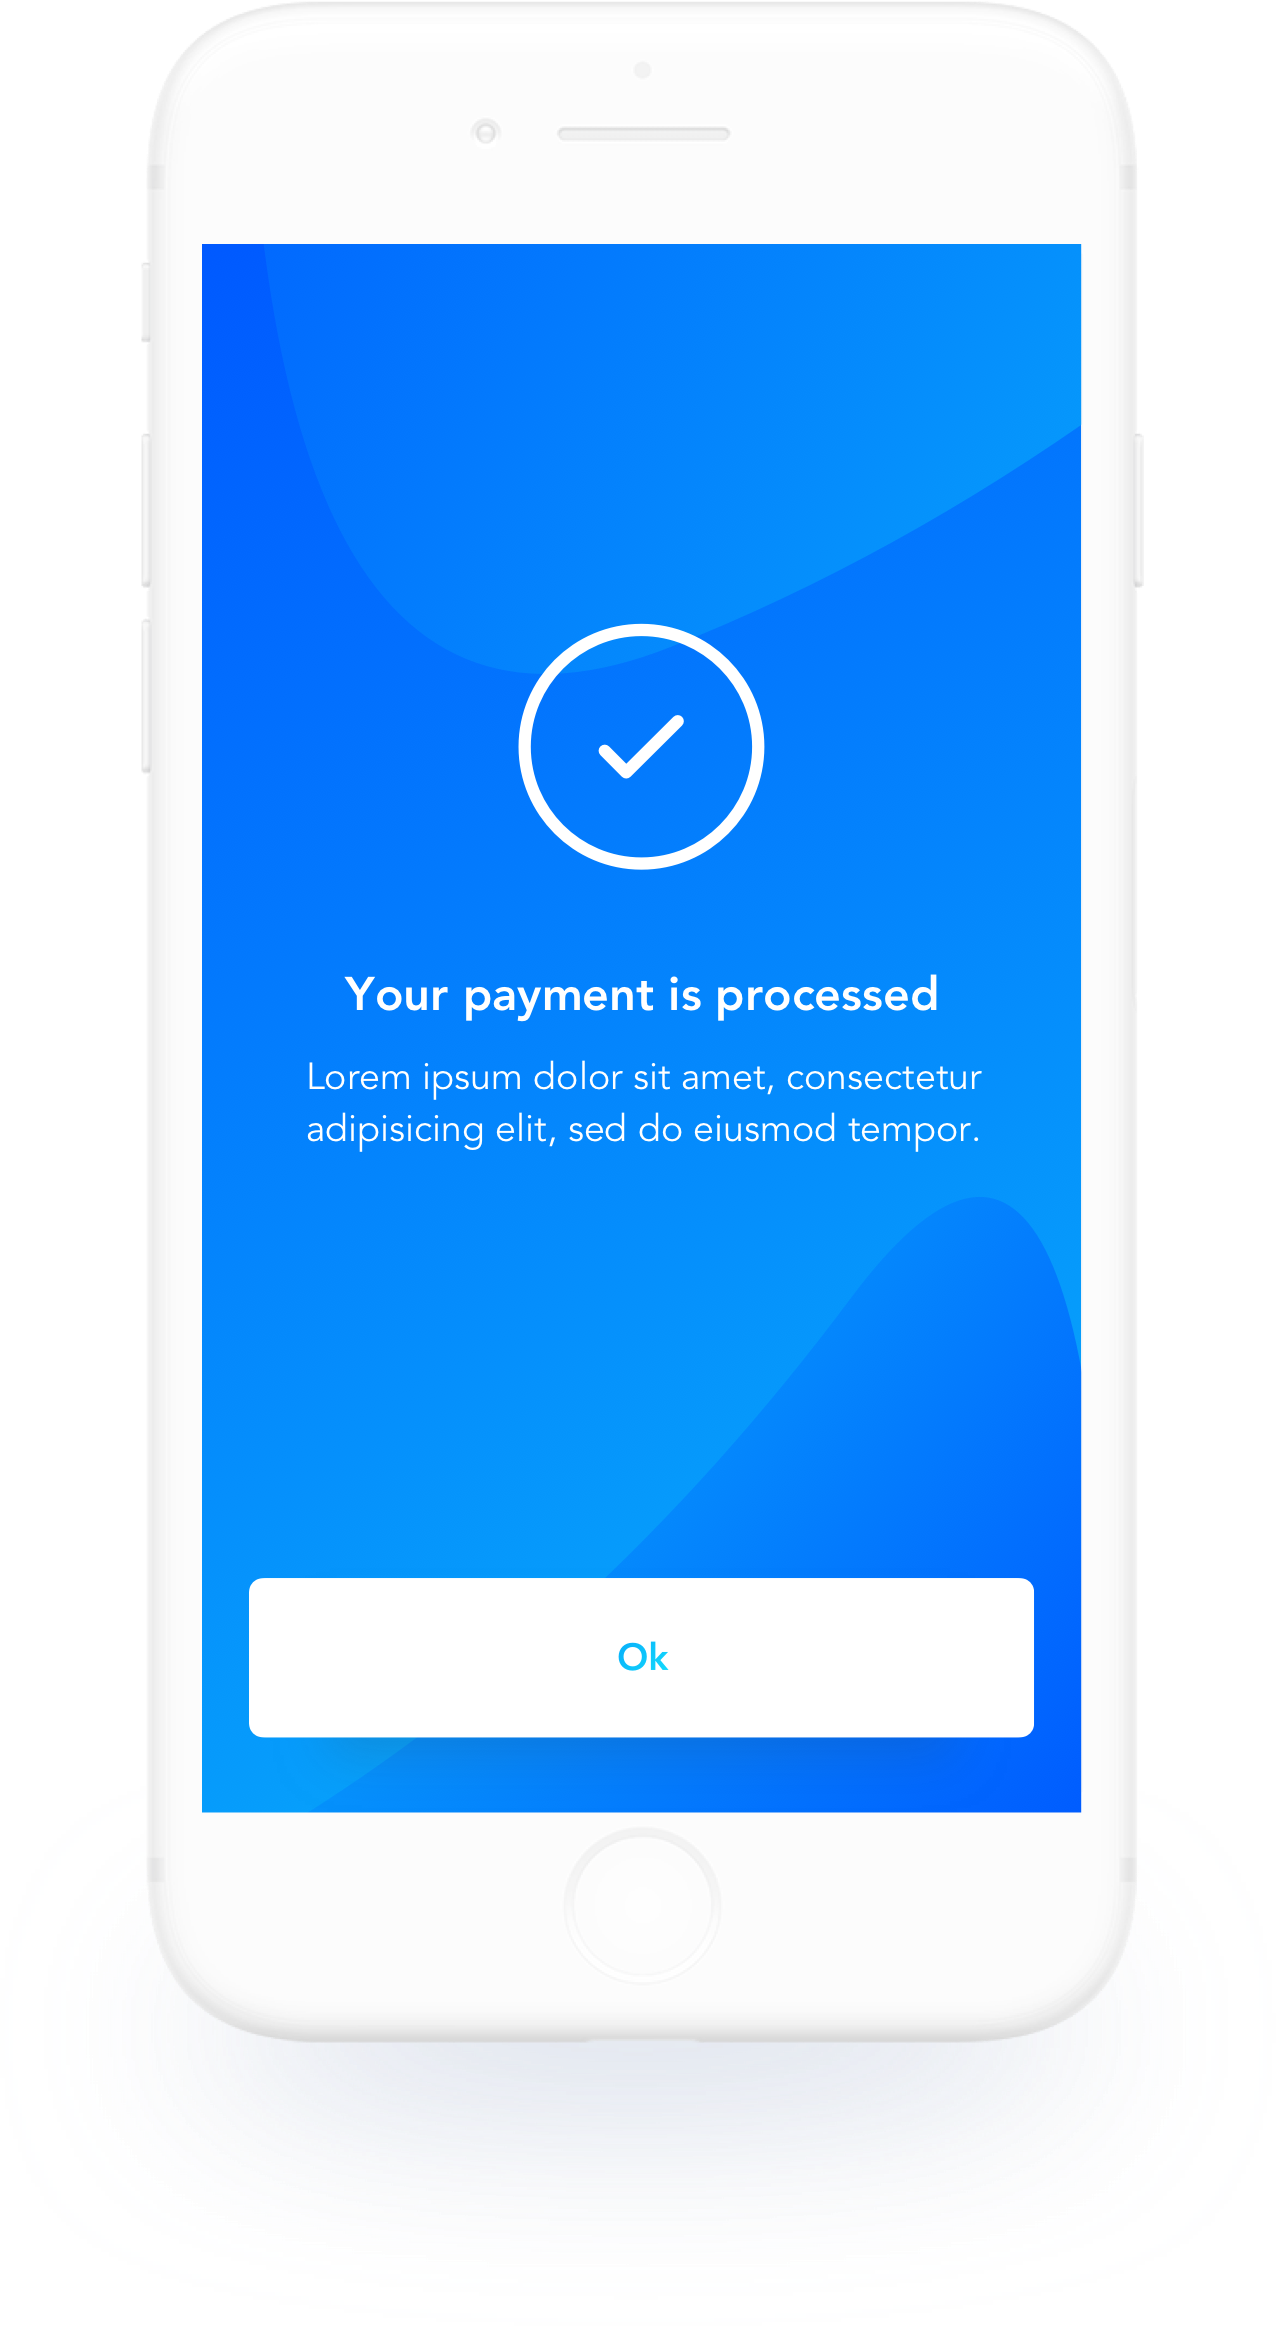 Your payment is processed
Lorem ipsum dolor sit amet, consectetur
adipisicing elit, sed do eiusmod tempor.
Ok